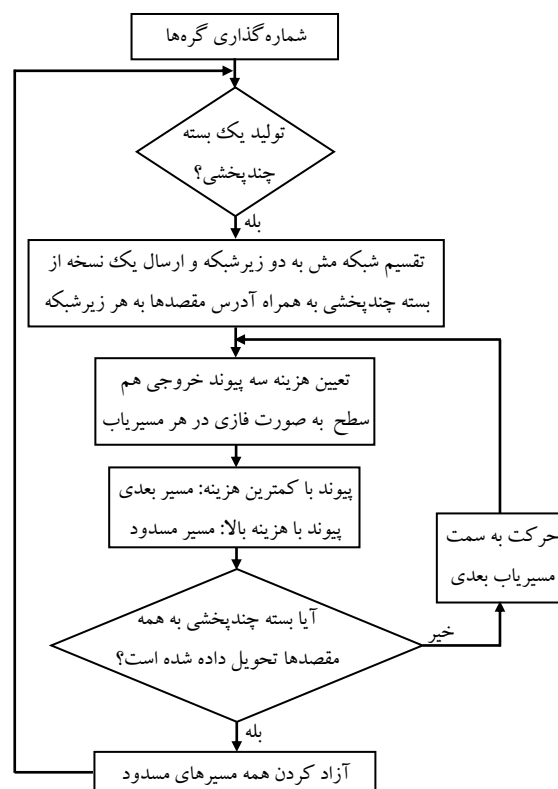 شماره‌گذاری گره‌ها
تولید یک بسته
چندپخشی؟
بله
تقسیم شبکه مش به دو زیرشبکه و ارسال یک نسخه از
بسته چندپخشی به همراه آدرس مقصدها به هر زیرشبکه
تعیین هزینه سه پیوند خروجی هم
سطح به صورت فازی در هر مسیریاب
پیوند با کمترین هزینه: مسیر بعدی
پیوند با هزینه بالا: مسیر مسدود
حرکت به سمت
مسیریاب بعدی
آیا بسته چندپخشی به همه
مقصدها تحویل داده شده است؟
خیر
بله
آزاد کردن همه مسیرهای مسدود